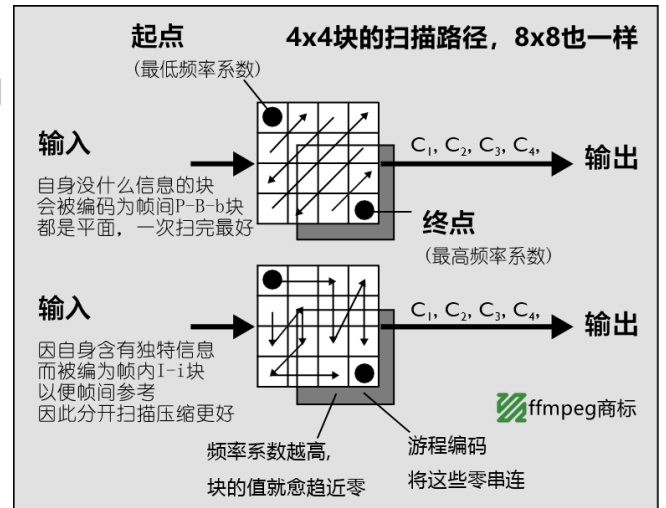 起点
4x4块的扫描路径，8x8也一样
(最低频率系数)
输入
C₁, C₂, C₃, C₄,
输出
自身没什么信息的块
会被编码为帧间P-B-b块
都是平面，一次扫完最好
终点
(最高频率系数)
输入
C₁, C₂, C₃, C₄,
输出
因自身含有独特信息
而被编为帧内I-i块
以便帧间参考
因此分开扫描压缩更好
ffmpeg商标
频率系数越高，
块的值就愈趋近零
游程编码
将这些零串连